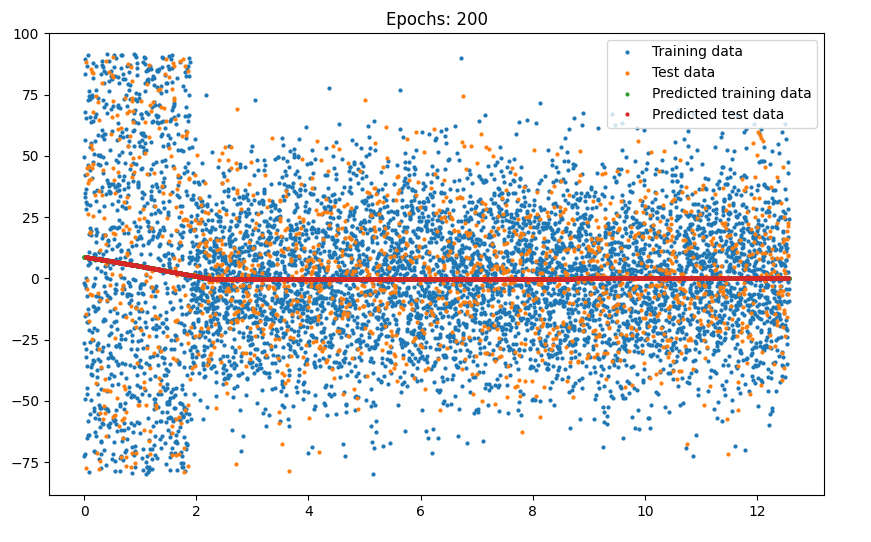 Epochs: 200
Training data
Test data
Predicted training data
Predicted test data
100
75
50
25
0
−25
−50
−75
0 2 4 6 8 10 12